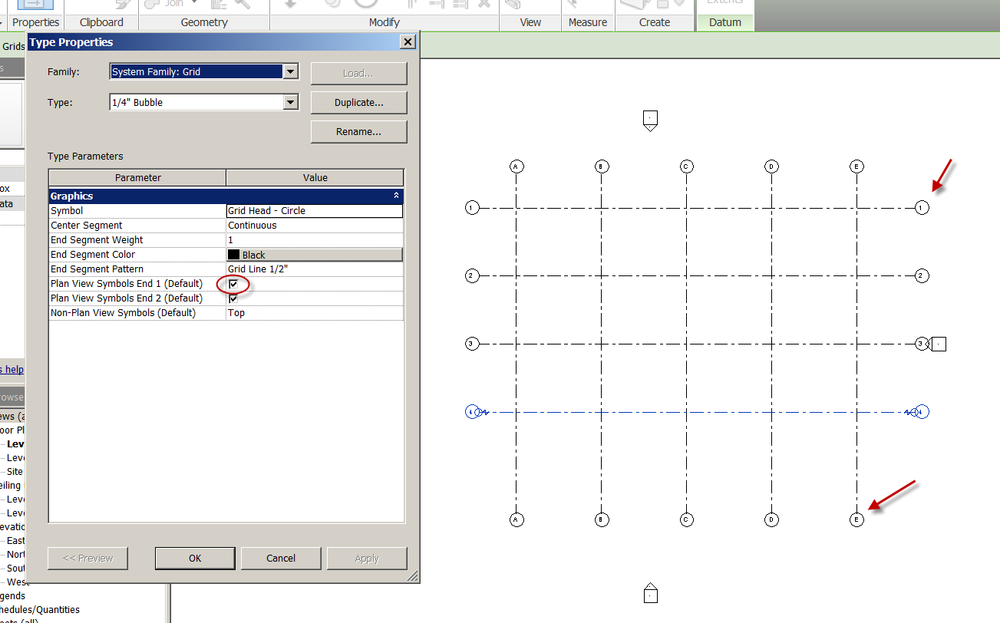 Join
Extents
Properties
Clipboard
Geometry
Modify
View
Measure
Create
Datum
Grids
Type Properties
Family:
System Family: Grid
Load...
Type:
1/4" Bubble
Duplicate...
Rename...
Type Parameters
Parameter
Value
Graphics
Symbol
Grid Head - Circle
Center Segment
Continuous
End Segment Weight
1
End Segment Color
Black
End Segment Pattern
Grid Line 1/2"
Plan View Symbols End 1 (Default)
Plan View Symbols End 2 (Default)
Non-Plan View Symbols (Default)
Top
<< Preview
OK
Cancel
Apply
s
ox
ata
s help
rowse
ews (a
oor Pl
Lev
Leve
Site
eiling
Leve
Leve
evatio
East
Nort
Sout
West
gends
hedules/Quantities
eets (all)
A
B
C
D
E
1
1
2
2
3
3
4
4
A
B
C
D
E